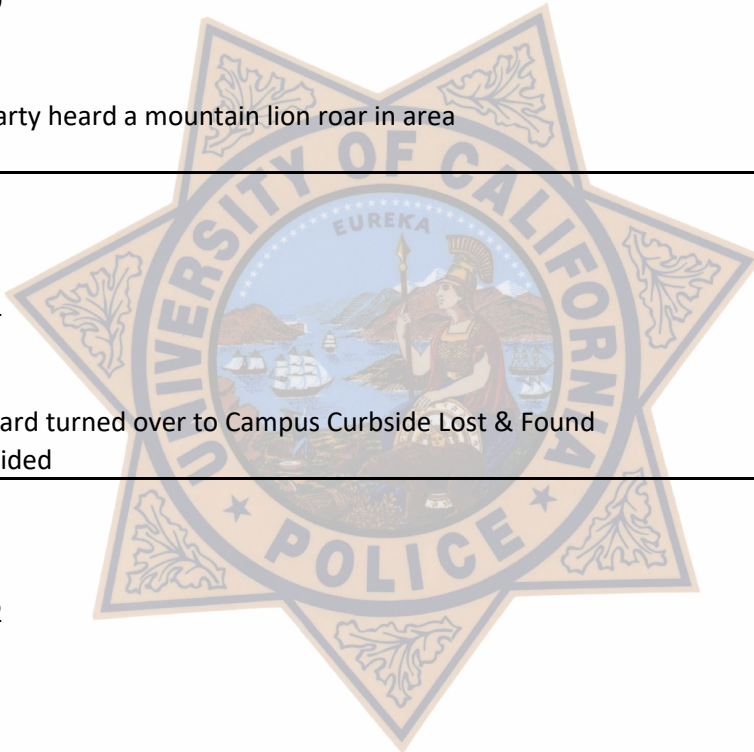 arty heard a mountain lion roar in area
ard turned over to Campus Curbside Lost & Found
ided
UNIVERSITY OF CALIFORNIA
EUREKA
POLICE